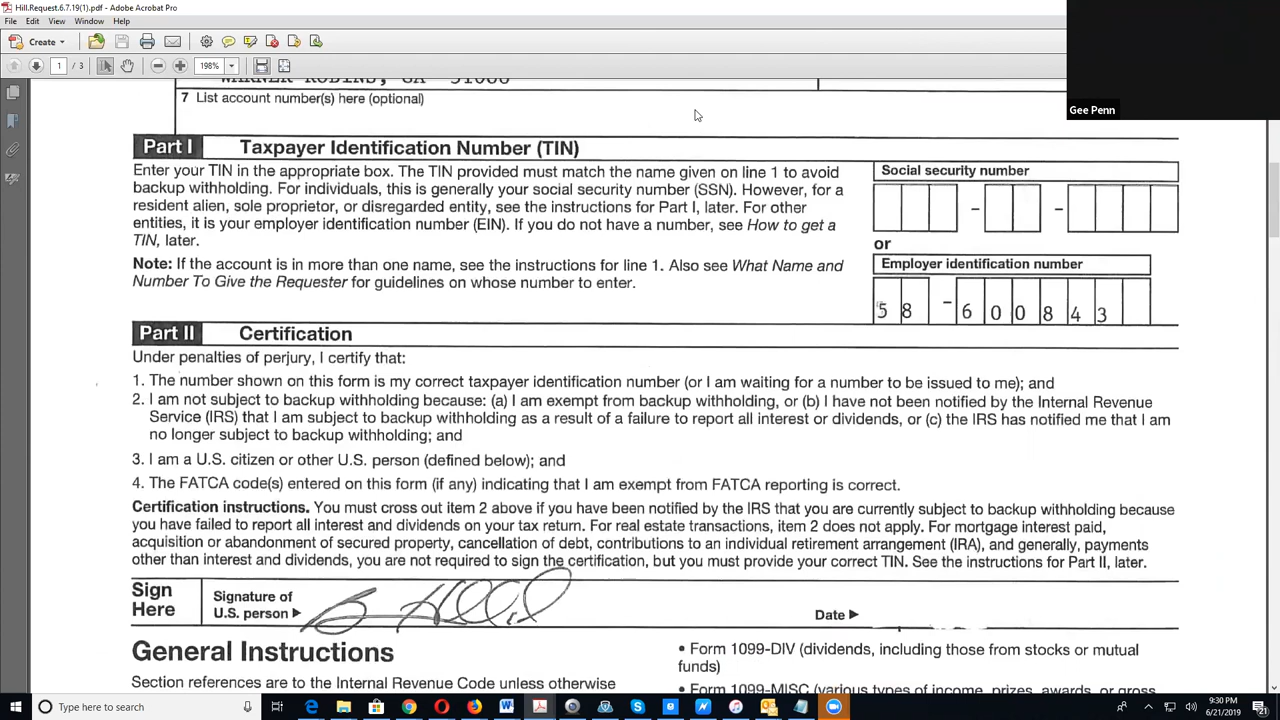 Hill.Request.6.7.19(1).pdf - Adobe Acrobat Pro
File Edit View Window Help
Create
1 / 3 198%
Gee Penn
WARNER ROBINS, GA 31088
7 List account number(s) here (optional)
Part I Taxpayer Identification Number (TIN)
Enter your TIN in the appropriate box. The TIN provided must match the name given on line 1 to avoid
backup withholding. For individuals, this is generally your social security number (SSN). However, for a
resident alien, sole proprietor, or disregarded entity, see the instructions for Part I, later. For other
entities, it is your employer identification number (EIN). If you do not have a number, see How to get a
TIN, later.
Note: If the account is in more than one name, see the instructions for line 1. Also see What Name and
Number To Give the Requester for guidelines on whose number to enter.
Social security number
– –
or
Employer identification number
58 – 600843
Part II Certification
Under penalties of perjury, I certify that:
1. The number shown on this form is my correct taxpayer identification number (or I am waiting for a number to be issued to me); and
2. I am not subject to backup withholding because: (a) I am exempt from backup withholding, or (b) I have not been notified by the Internal Revenue
Service (IRS) that I am subject to backup withholding as a result of a failure to report all interest or dividends, or (c) the IRS has notified me that I am
no longer subject to backup withholding; and
3. I am a U.S. citizen or other U.S. person (defined below); and
4. The FATCA code(s) entered on this form (if any) indicating that I am exempt from FATCA reporting is correct.
Certification instructions. You must cross out item 2 above if you have been notified by the IRS that you are currently subject to backup withholding because
you have failed to report all interest and dividends on your tax return. For real estate transactions, item 2 does not apply. For mortgage interest paid,
acquisition or abandonment of secured property, cancellation of debt, contributions to an individual retirement arrangement (IRA), and generally, payments
other than interest and dividends, you are not required to sign the certification, but you must provide your correct TIN. See the instructions for Part II, later.
Sign
Here
Signature of
U.S. person ▶
Date ▶
General Instructions
Section references are to the Internal Revenue Code unless otherwise
• Form 1099-DIV (dividends, including those from stocks or mutual
funds)
• Form 1099-MISC (various types of income, prizes, awards, or gross
Type here to search
9:30 PM
6/21/2019